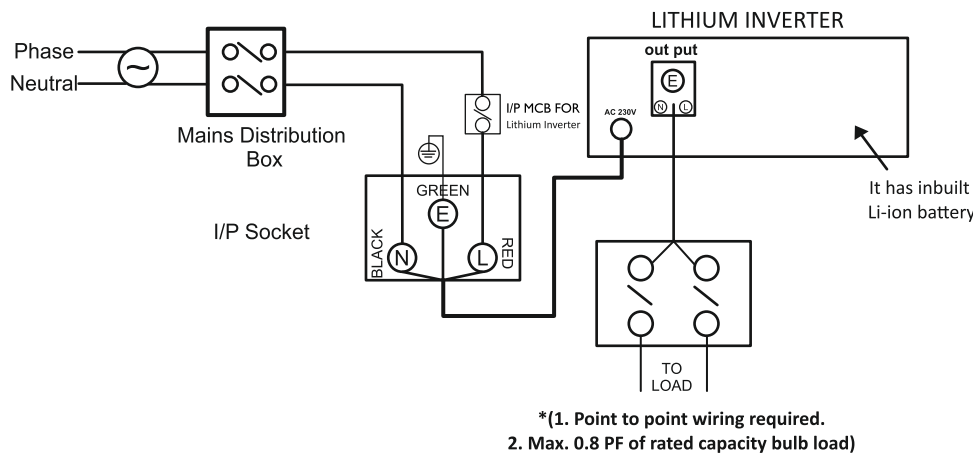 LITHIUM INVERTER
Phase
Neutral
~
Mains Distribution
Box
I/P MCB FOR
Lithium Inverter
out put
E
N L
AC 230V
It has inbuilt
Li-ion battery
I/P Socket
GREEN
E
BLACK
N
L
RED
TO
LOAD
*(1. Point to point wiring required.
2. Max. 0.8 PF of rated capacity bulb load)